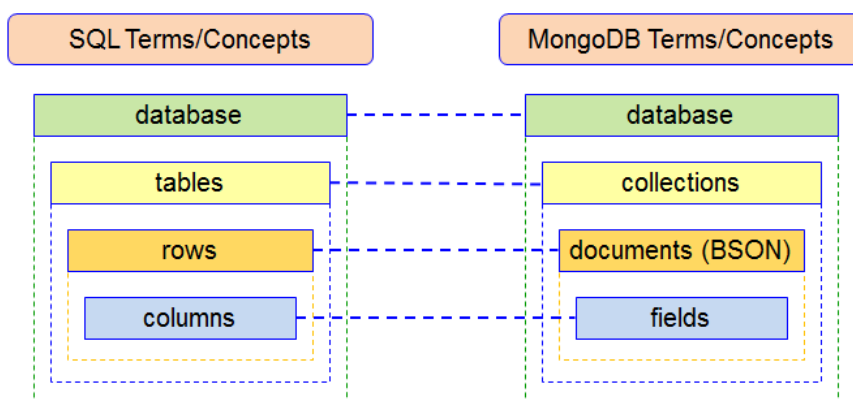 SQL Terms/Concepts
MongoDB Terms/Concepts
database
database
tables
collections
rows
documents (BSON)
columns
fields